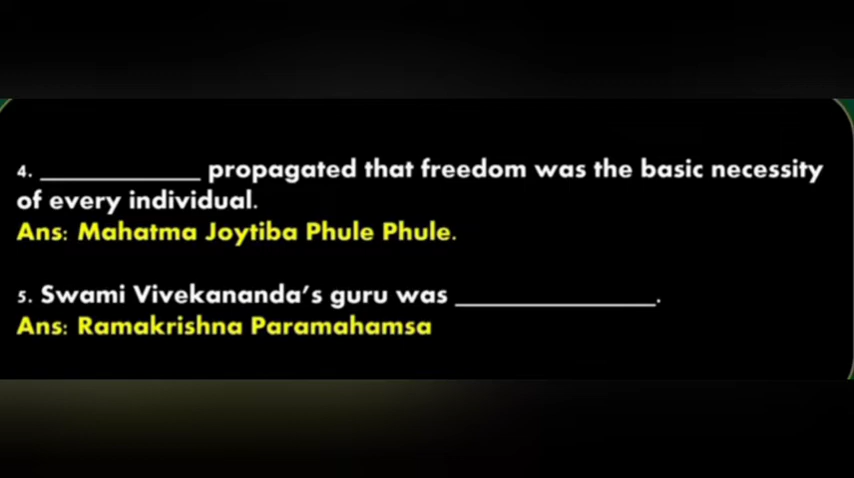 4. ____________ propagated that freedom was the basic necessity
of every individual.
Ans: Mahatma Joytiba Phule Phule.
5. Swami Vivekananda's guru was _______________.
Ans: Ramakrishna Paramahamsa